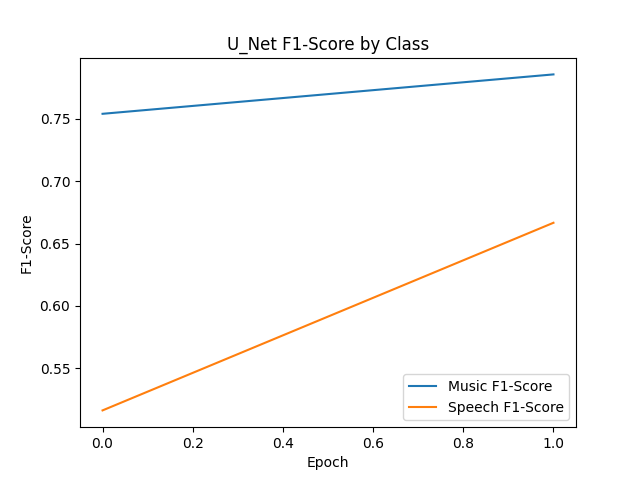 U_Net F1-Score by Class
F1-Score
0.75
0.70
0.65
0.60
0.55
Music F1-Score
Speech F1-Score
0.0 0.2 0.4 0.6 0.8 1.0
Epoch